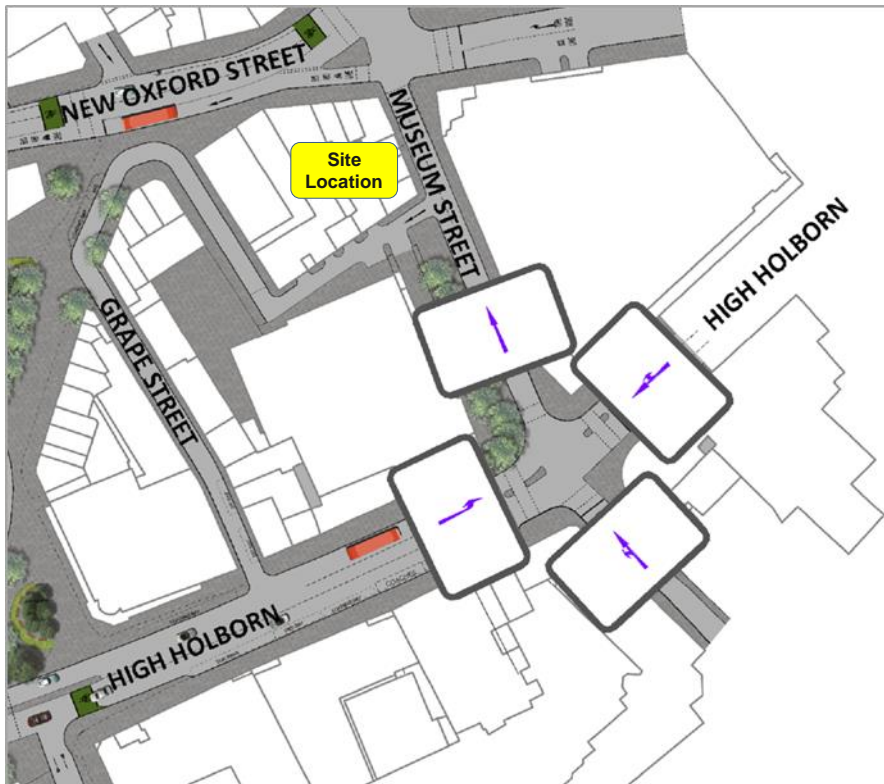 NEW OXFORD STREET
MUSEUM STREET
Site
Location
HIGH HOLBORN
GRAPE STREET
HIGH HOLBORN